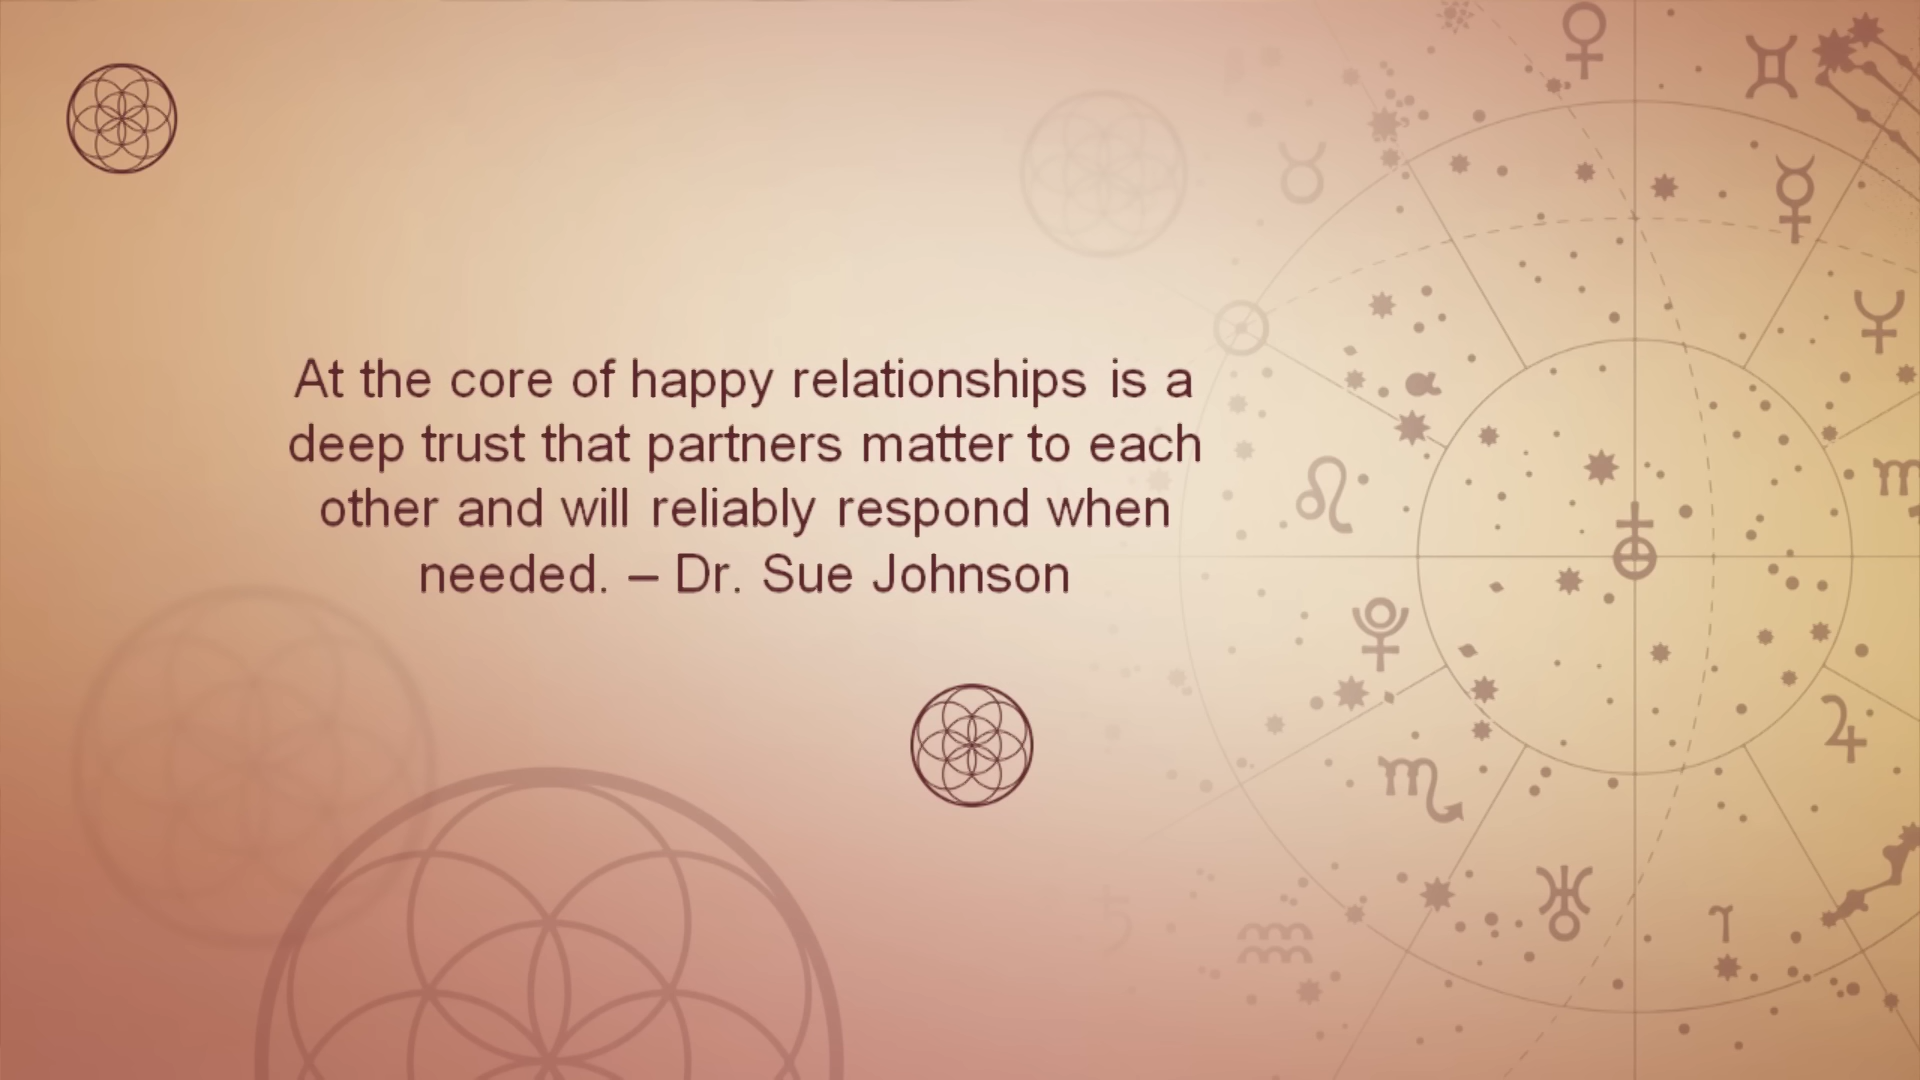 At the core of happy relationships is a
deep trust that partners matter to each
other and will reliably respond when
needed. – Dr. Sue Johnson